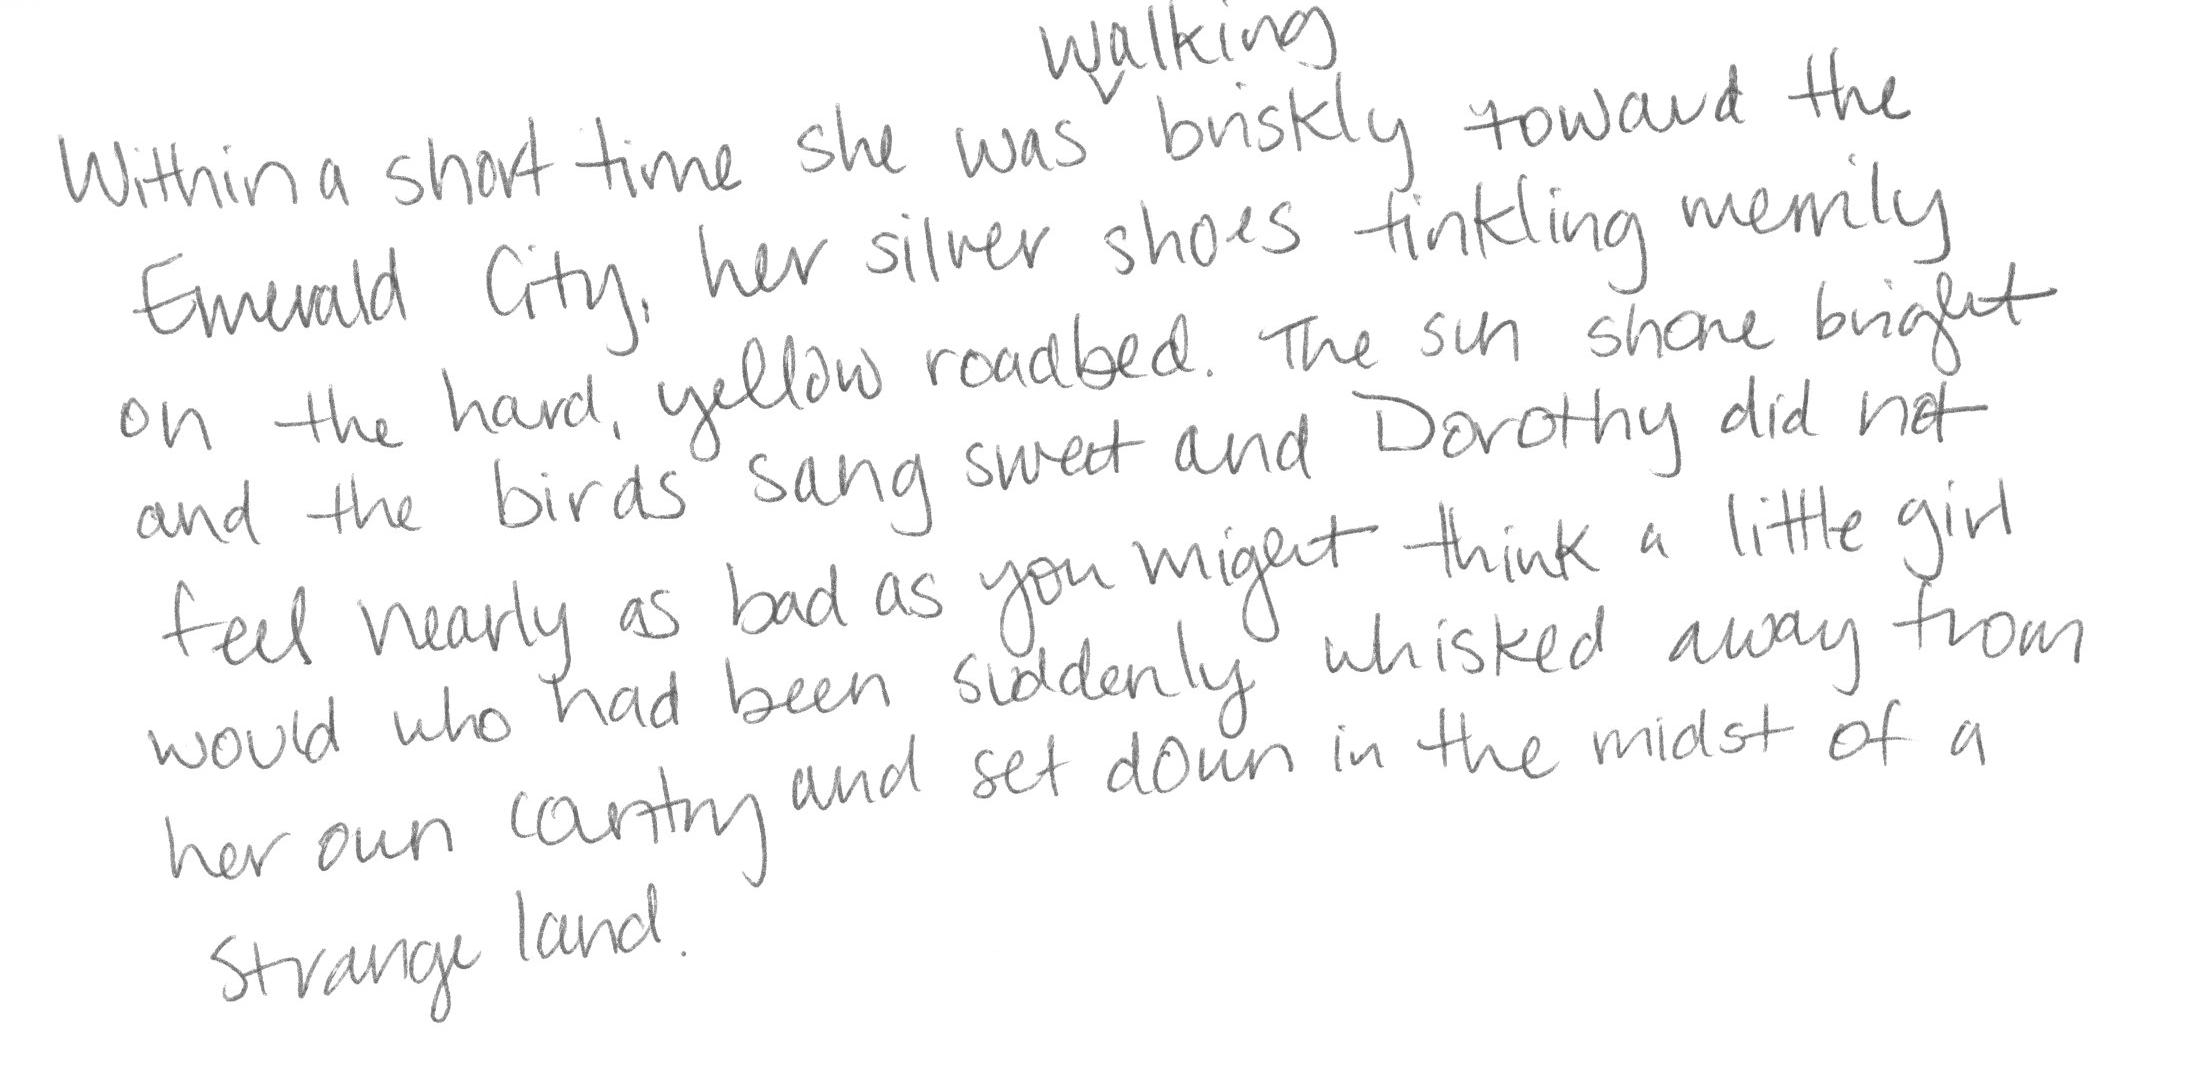 Within a short time she was walking briskly toward the
Emerald City, her silver shoes tinkling merrily
on the hard, yellow roadbed. The sun shone bright
and the birds sang sweet and Dorothy did not
feel nearly as bad as you might think a little girl
would who had been suddenly whisked away from
her own country and set down in the midst of a
strange land.